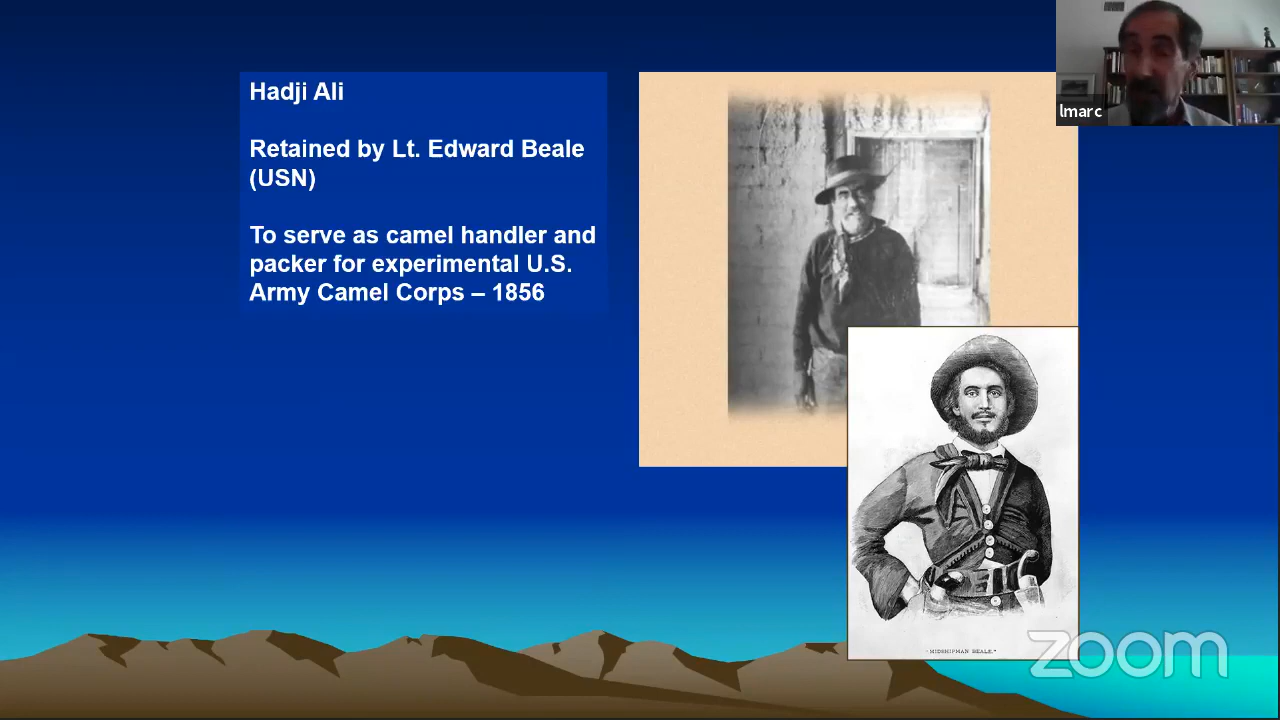 Hadji Ali
Retained by Lt. Edward Beale
(USN)
To serve as camel handler and
packer for experimental U.S.
Army Camel Corps – 1856
lmarc
"MIDSHIPMAN BEALE."
zoom